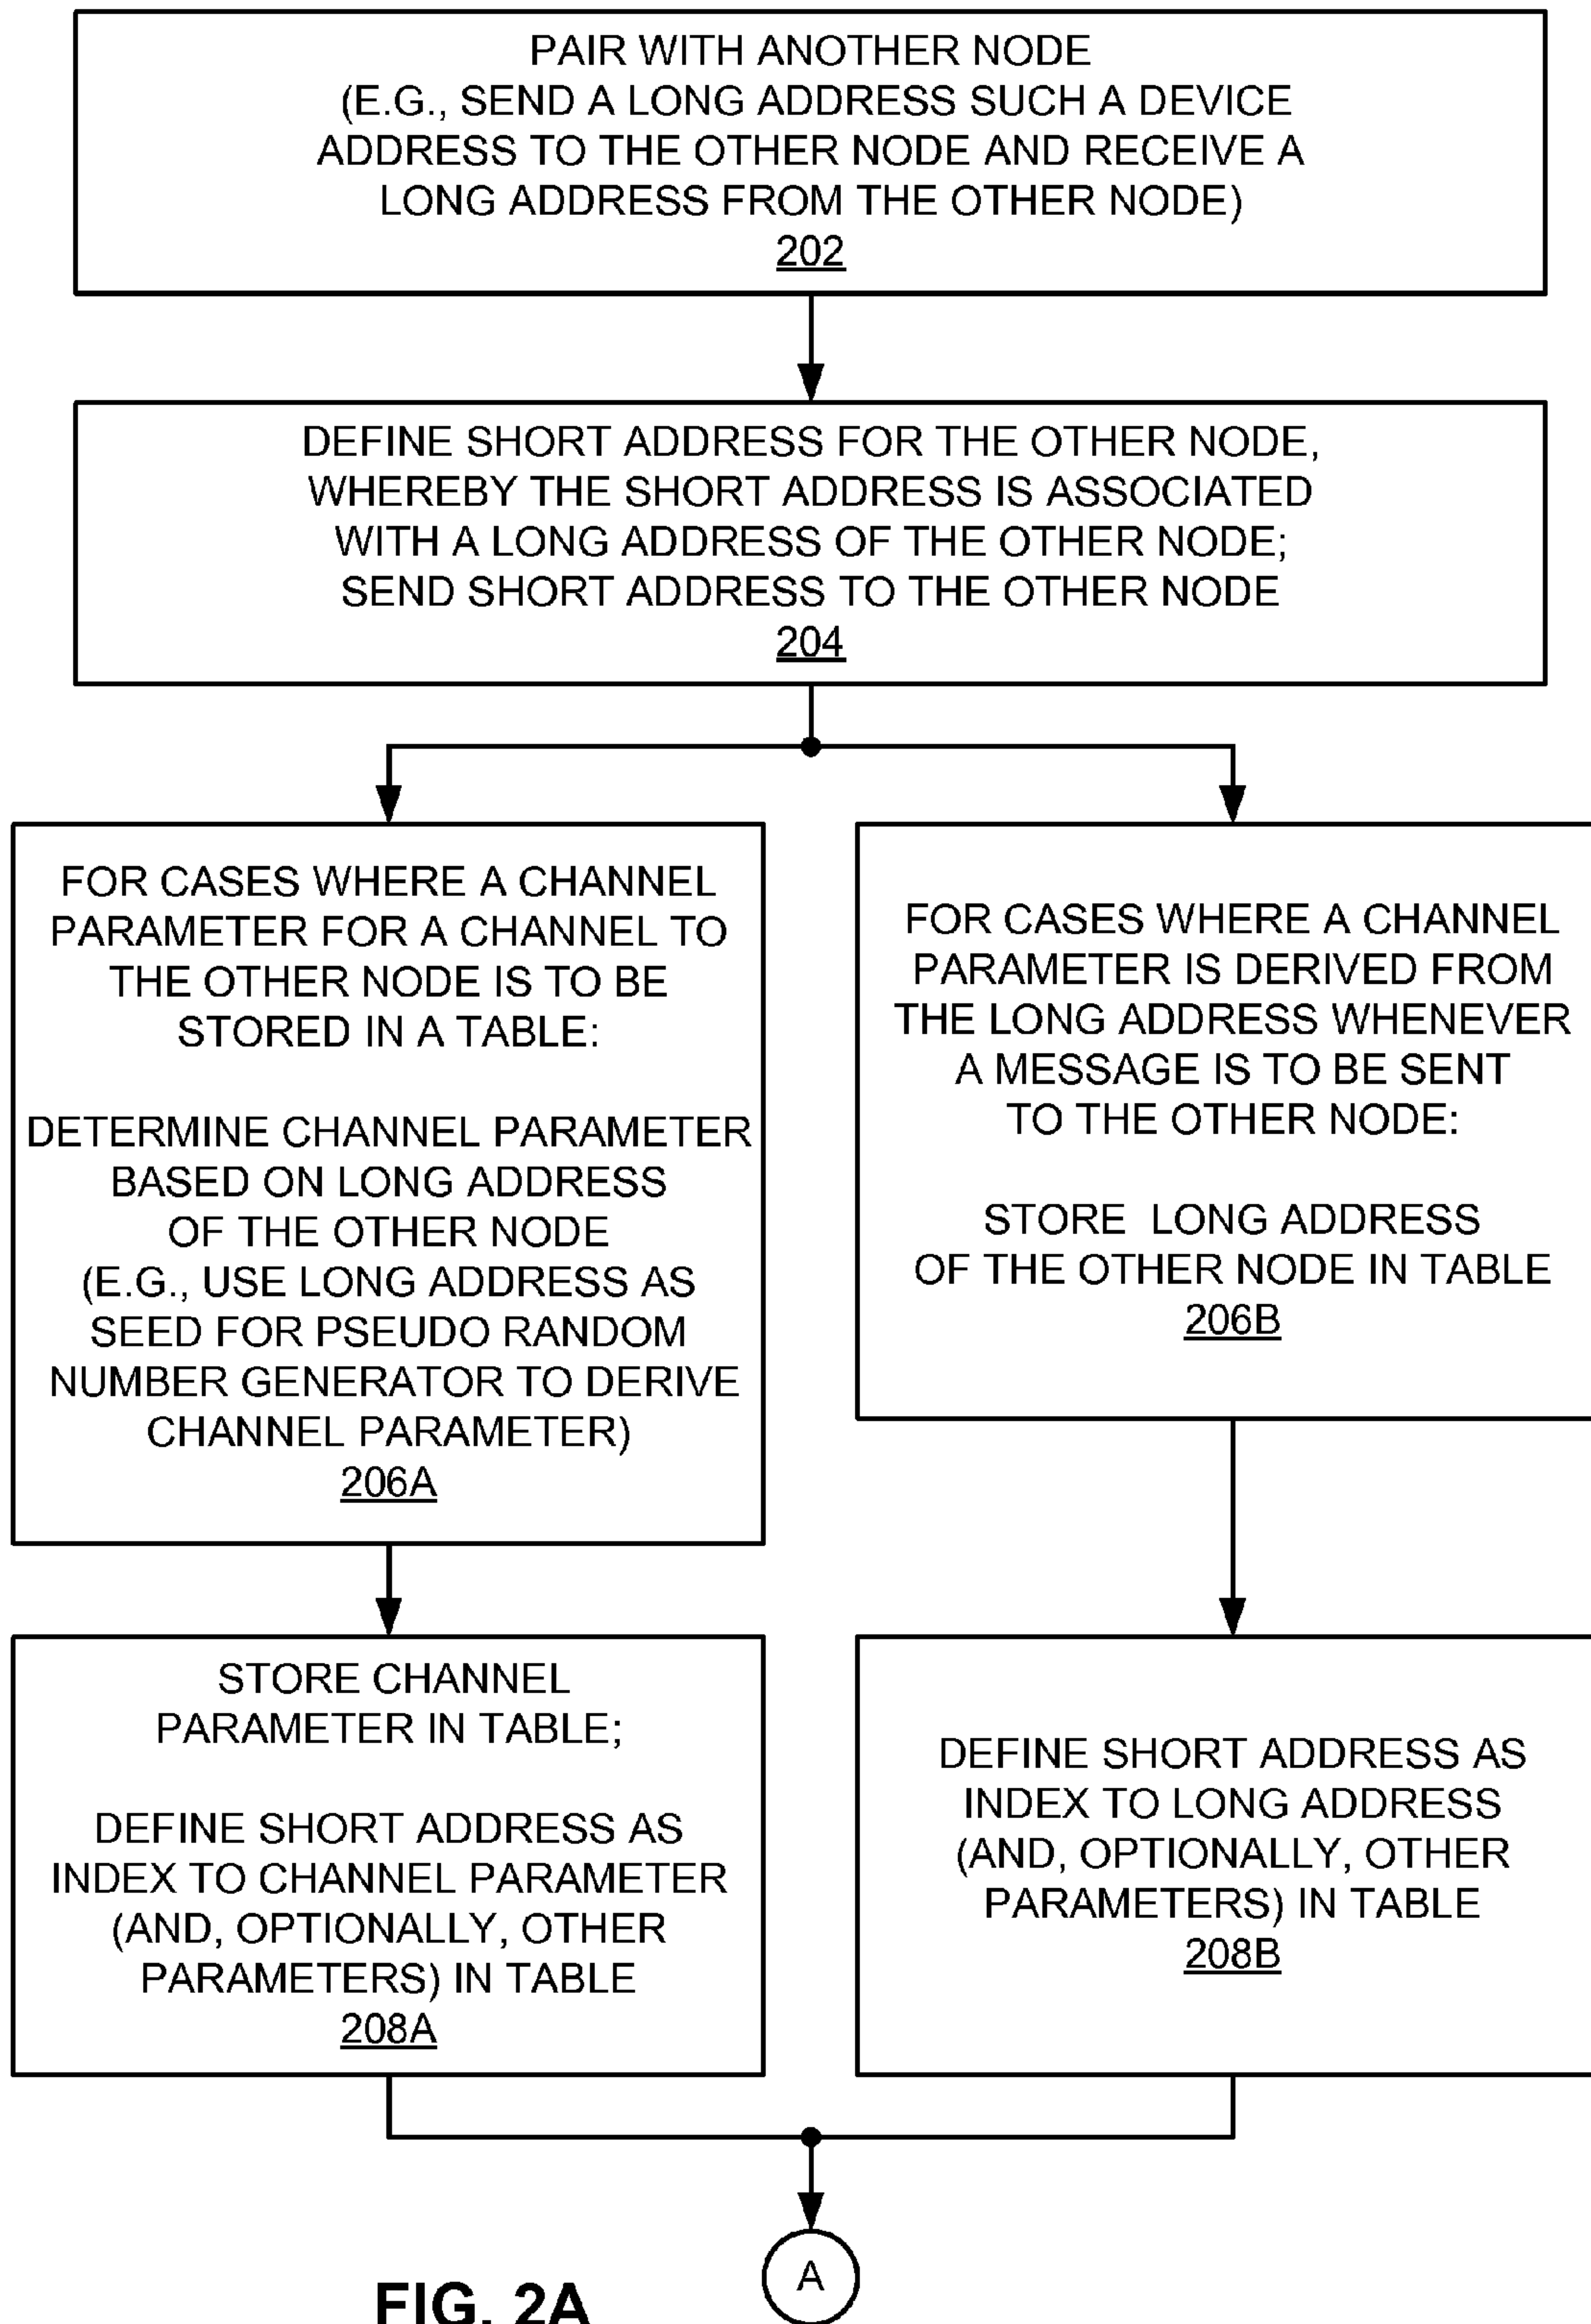 PAIR WITH ANOTHER NODE
(E.G., SEND A LONG ADDRESS SUCH A DEVICE
ADDRESS TO THE OTHER NODE AND RECEIVE A
LONG ADDRESS FROM THE OTHER NODE)
202
DEFINE SHORT ADDRESS FOR THE OTHER NODE,
WHEREBY THE SHORT ADDRESS IS ASSOCIATED
WITH A LONG ADDRESS OF THE OTHER NODE;
SEND SHORT ADDRESS TO THE OTHER NODE
204
FOR CASES WHERE A CHANNEL
PARAMETER FOR A CHANNEL TO
THE OTHER NODE IS TO BE
STORED IN A TABLE:
DETERMINE CHANNEL PARAMETER
BASED ON LONG ADDRESS
OF THE OTHER NODE
(E.G., USE LONG ADDRESS AS
SEED FOR PSEUDO RANDOM
NUMBER GENERATOR TO DERIVE
CHANNEL PARAMETER)
206A
FOR CASES WHERE A CHANNEL
PARAMETER IS DERIVED FROM
THE LONG ADDRESS WHENEVER
A MESSAGE IS TO BE SENT
TO THE OTHER NODE:
STORE LONG ADDRESS
OF THE OTHER NODE IN TABLE
206B
STORE CHANNEL
PARAMETER IN TABLE;
DEFINE SHORT ADDRESS AS
INDEX TO CHANNEL PARAMETER
(AND, OPTIONALLY, OTHER
PARAMETERS) IN TABLE
208A
DEFINE SHORT ADDRESS AS
INDEX TO LONG ADDRESS
(AND, OPTIONALLY, OTHER
PARAMETERS) IN TABLE
208B
A
FIG. 2A